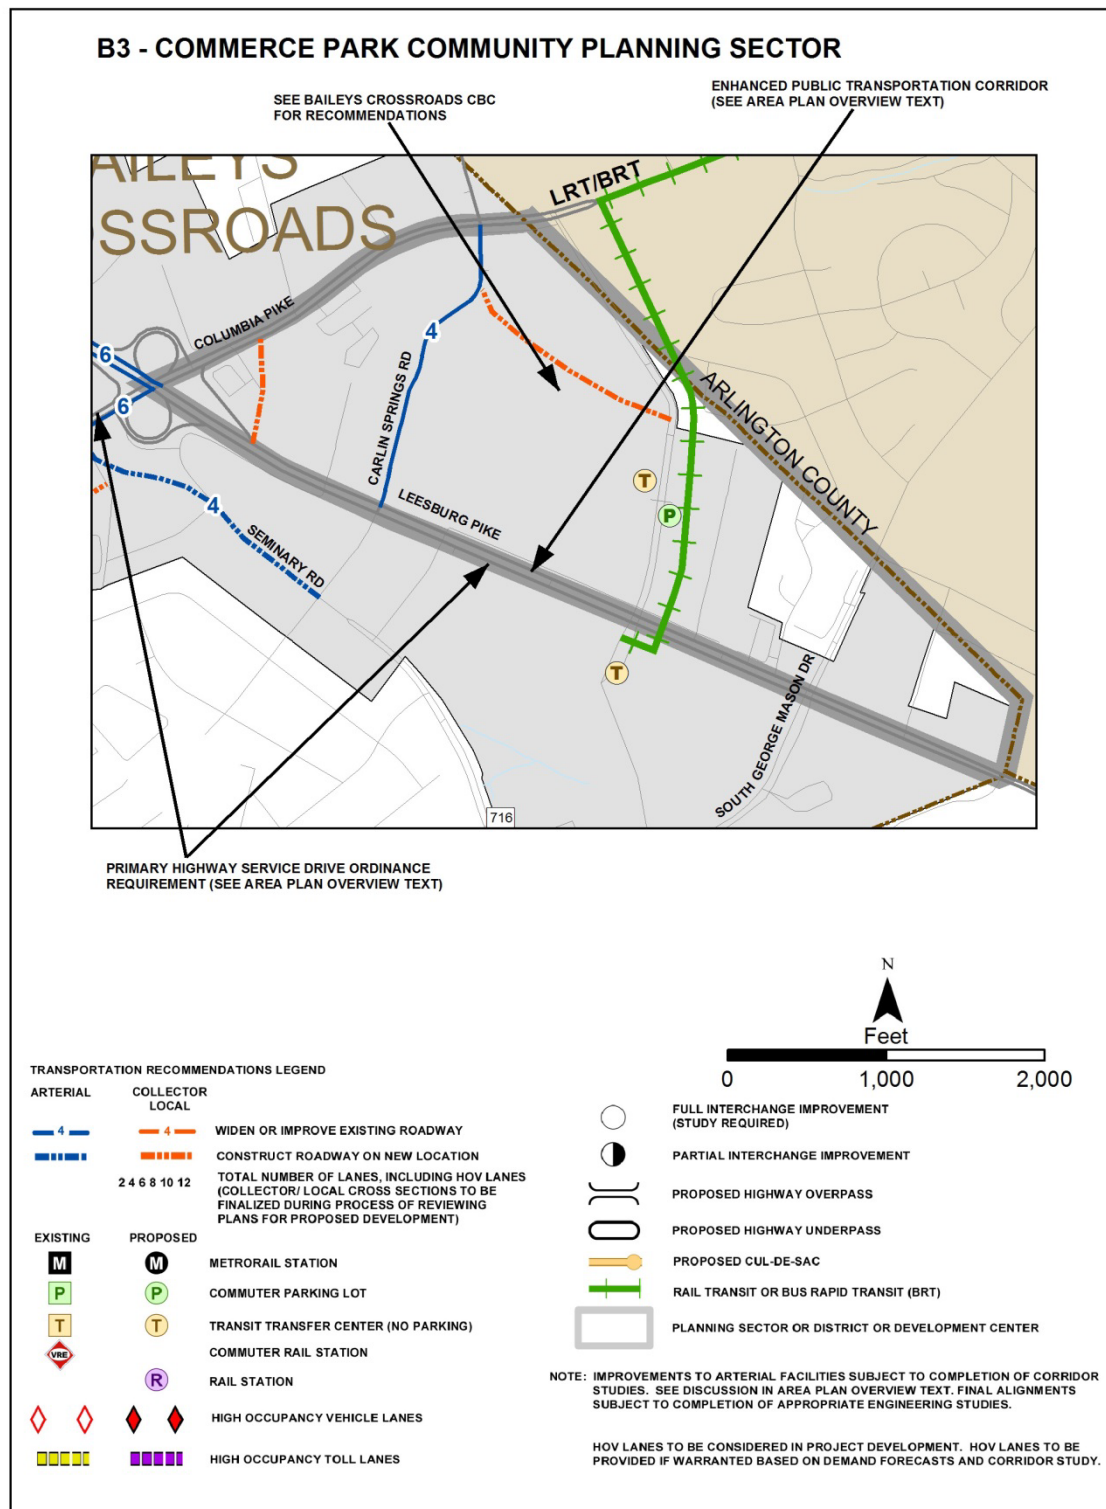 B3 - COMMERCE PARK COMMUNITY PLANNING SECTOR
SEE BAILEYS CROSSROADS CBC
FOR RECOMMENDATIONS
ENHANCED PUBLIC TRANSPORTATION CORRIDOR
(SEE AREA PLAN OVERVIEW TEXT)
AILEYS
SSROADS
LRT/BRT
COLUMBIA PIKE
4
6
6
CARLIN SPRINGS RD
ARLINGTON COUNTY
T
P
LEESBURG PIKE
4
SEMINARY RD
T
SOUTH GEORGE MASON DR
716
PRIMARY HIGHWAY SERVICE DRIVE ORDINANCE
REQUIREMENT (SEE AREA PLAN OVERVIEW TEXT)
N
Feet
0 1,000 2,000
TRANSPORTATION RECOMMENDATIONS LEGEND
ARTERIAL COLLECTOR
LOCAL
4 4 WIDEN OR IMPROVE EXISTING ROADWAY
CONSTRUCT ROADWAY ON NEW LOCATION
2 4 6 8 10 12 TOTAL NUMBER OF LANES, INCLUDING HOV LANES
(COLLECTOR/ LOCAL CROSS SECTIONS TO BE
FINALIZED DURING PROCESS OF REVIEWING
PLANS FOR PROPOSED DEVELOPMENT)
EXISTING PROPOSED
M M METRORAIL STATION
P P COMMUTER PARKING LOT
T T TRANSIT TRANSFER CENTER (NO PARKING)
VRE COMMUTER RAIL STATION
R RAIL STATION
HIGH OCCUPANCY VEHICLE LANES
HIGH OCCUPANCY TOLL LANES
FULL INTERCHANGE IMPROVEMENT
(STUDY REQUIRED)
PARTIAL INTERCHANGE IMPROVEMENT
PROPOSED HIGHWAY OVERPASS
PROPOSED HIGHWAY UNDERPASS
PROPOSED CUL-DE-SAC
RAIL TRANSIT OR BUS RAPID TRANSIT (BRT)
PLANNING SECTOR OR DISTRICT OR DEVELOPMENT CENTER
NOTE: IMPROVEMENTS TO ARTERIAL FACILITIES SUBJECT TO COMPLETION OF CORRIDOR
STUDIES. SEE DISCUSSION IN AREA PLAN OVERVIEW TEXT. FINAL ALIGNMENTS
SUBJECT TO COMPLETION OF APPROPRIATE ENGINEERING STUDIES.
HOV LANES TO BE CONSIDERED IN PROJECT DEVELOPMENT. HOV LANES TO BE
PROVIDED IF WARRANTED BASED ON DEMAND FORECASTS AND CORRIDOR STUDY.